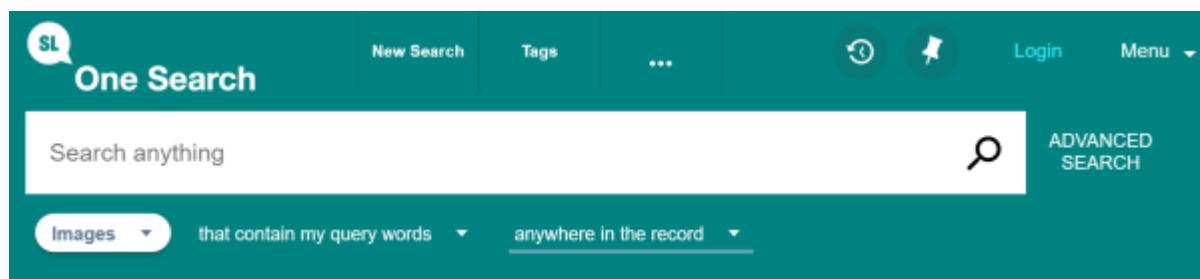 SL
One Search
New Search
Tags
...
Login
Menu
Search anything
ADVANCED
SEARCH
Images
that contain my query words
anywhere in the record